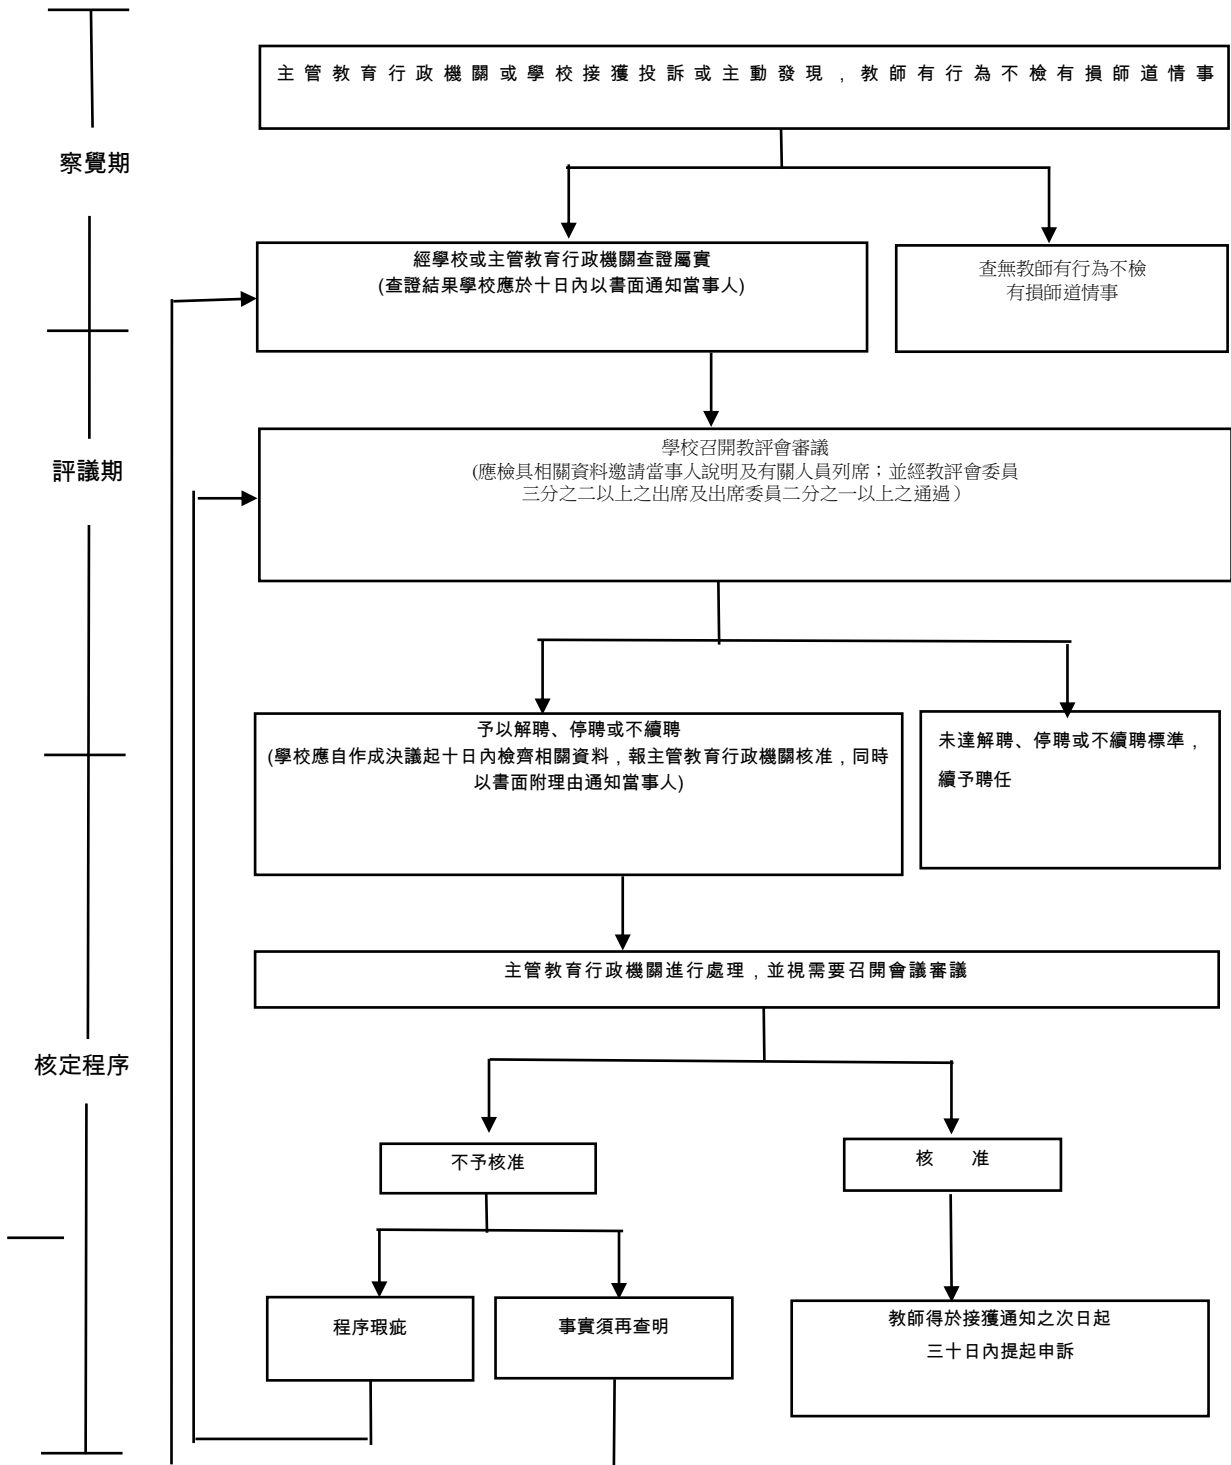 主管教育行政機關或學校接獲投訴或主動發現，教師有行為不檢有損師道情事
察覺期
經學校或主管教育行政機關查證屬實
(查證結果學校應於十日內以書面通知當事人)
查無教師有行為不檢
有損師道情事
評議期
學校召開教評會審議
(應檢具相關資料邀請當事人說明及有關人員列席；並經教評會委員
三分之二以上之出席及出席委員二分之一以上之通過）
予以解聘、停聘或不續聘
(學校應自作成決議起十日內檢齊相關資料，報主管教育行政機關核准，同時
以書面附理由通知當事人)
未達解聘、停聘或不續聘標準，
續予聘任
主管教育行政機關進行處理，並視需要召開會議審議
核定程序
不予核准
核　　准
程序瑕疵
事實須再查明
教師得於接獲通知之次日起
三十日內提起申訴